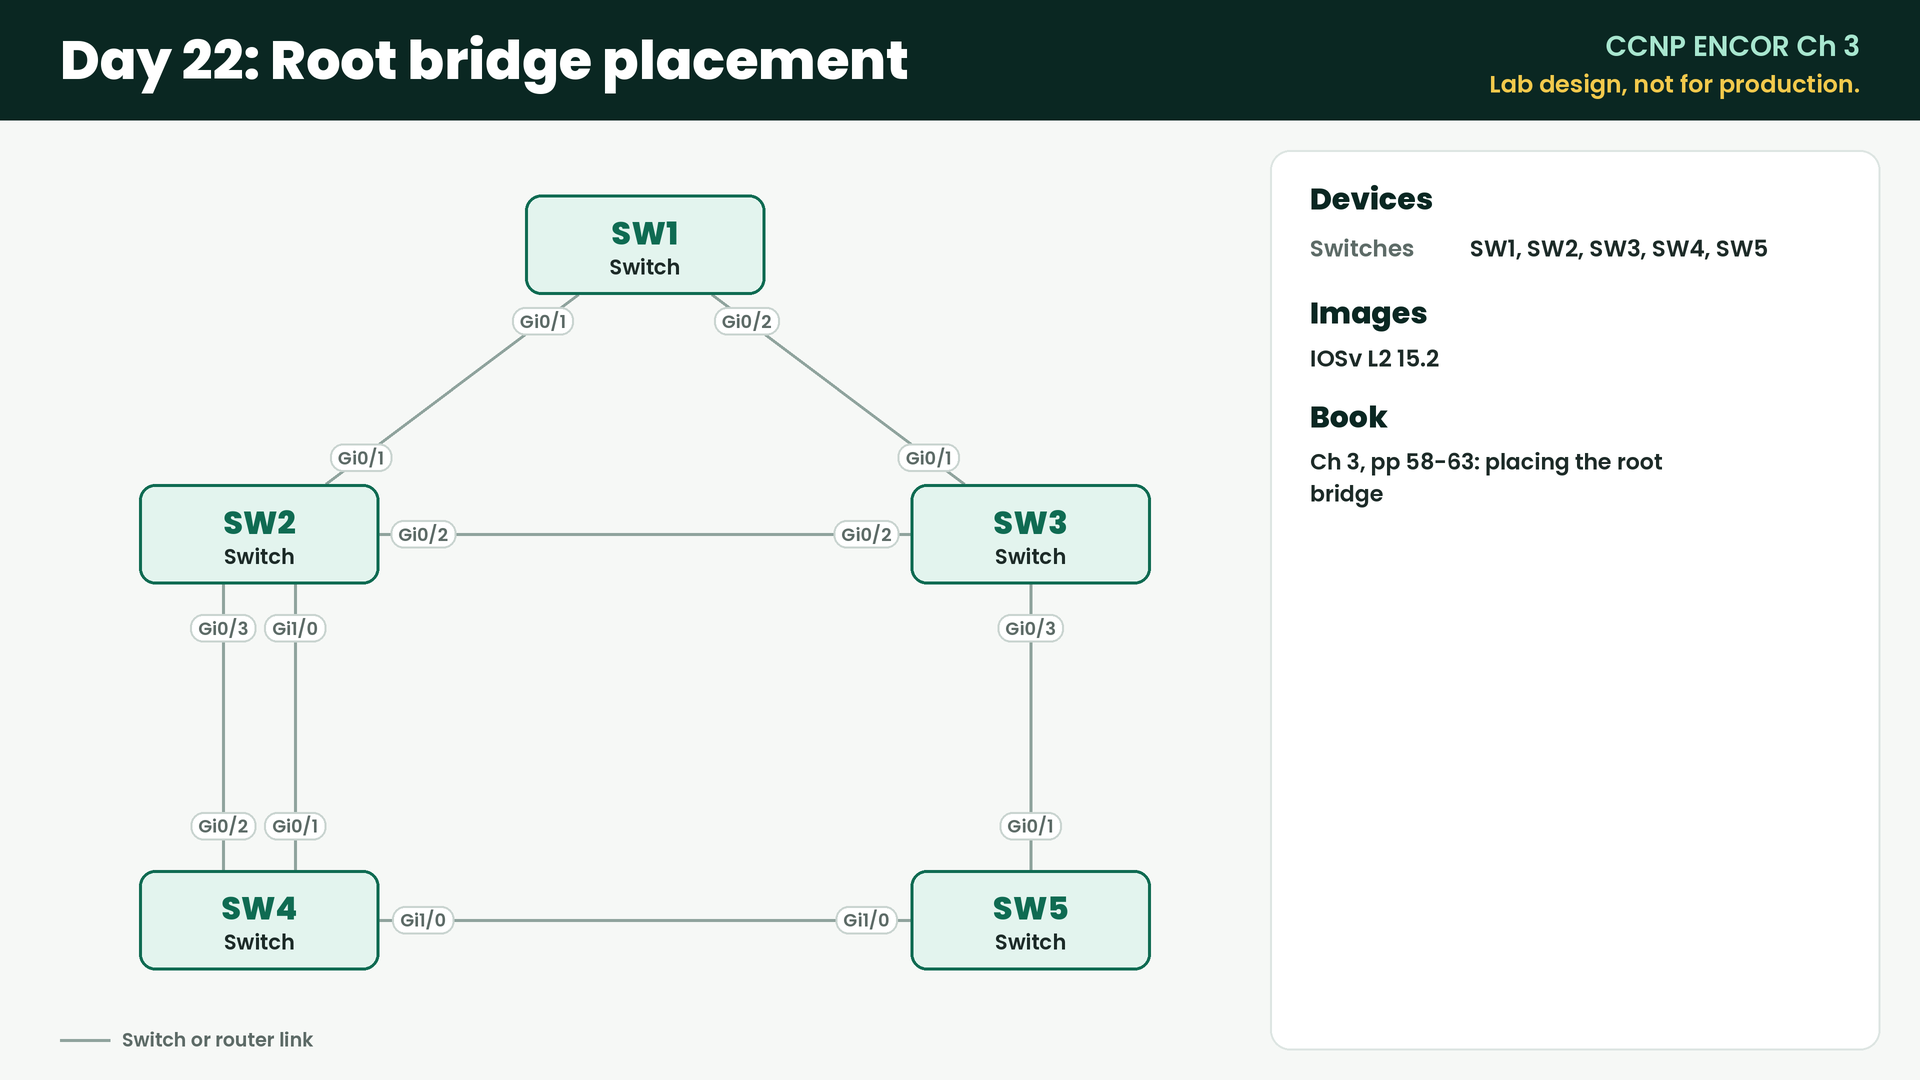 Day 22: Root bridge placement
CCNP ENCOR Ch 3
Lab design, not for production.
SW1
Switch
Gi0/1
Gi0/2
Gi0/1
Gi0/1
SW2
Switch
Gi0/2
Gi0/2
SW3
Switch
Gi0/3
Gi1/0
Gi0/3
Gi0/2
Gi0/1
Gi0/1
SW4
Switch
Gi1/0
Gi1/0
SW5
Switch
Switch or router link
Devices
Switches SW1, SW2, SW3, SW4, SW5
Images
IOSv L2 15.2
Book
Ch 3, pp 58-63: placing the root
bridge